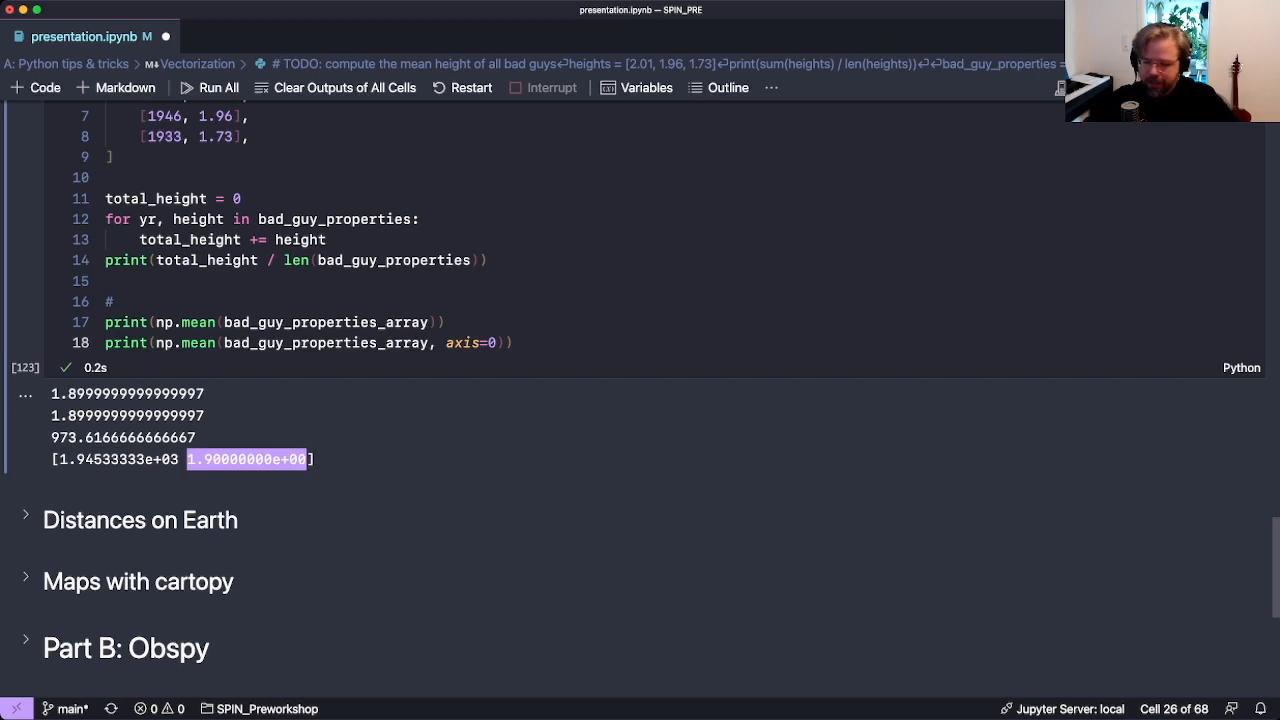 presentation.ipynb — SPIN_PRE
presentation.ipynb M
A: Python tips & tricks > M↓Vectorization > # TODO: compute the mean height of all bad guys↵heights = [2.01, 1.96, 1.73]↵print(sum(heights) / len(heights))↵↵bad_guy_properties =
+ Code + Markdown Run All Clear Outputs of All Cells Restart Interrupt Variables Outline ...
7 [1946, 1.96],
8 [1933, 1.73],
9 ]
10
11 total_height = 0
12 for yr, height in bad_guy_properties:
13 total_height += height
14 print(total_height / len(bad_guy_properties))
15
16 #
17 print(np.mean(bad_guy_properties_array))
18 print(np.mean(bad_guy_properties_array, axis=0))
[123] ✓ 0.2s Python
... 1.8999999999999997
1.8999999999999997
973.6166666666667
[1.94533333e+03 1.90000000e+00]
> Distances on Earth
> Maps with cartopy
> Part B: Obspy
main* 0 0 SPIN_Preworkshop Jupyter Server: local Cell 26 of 68